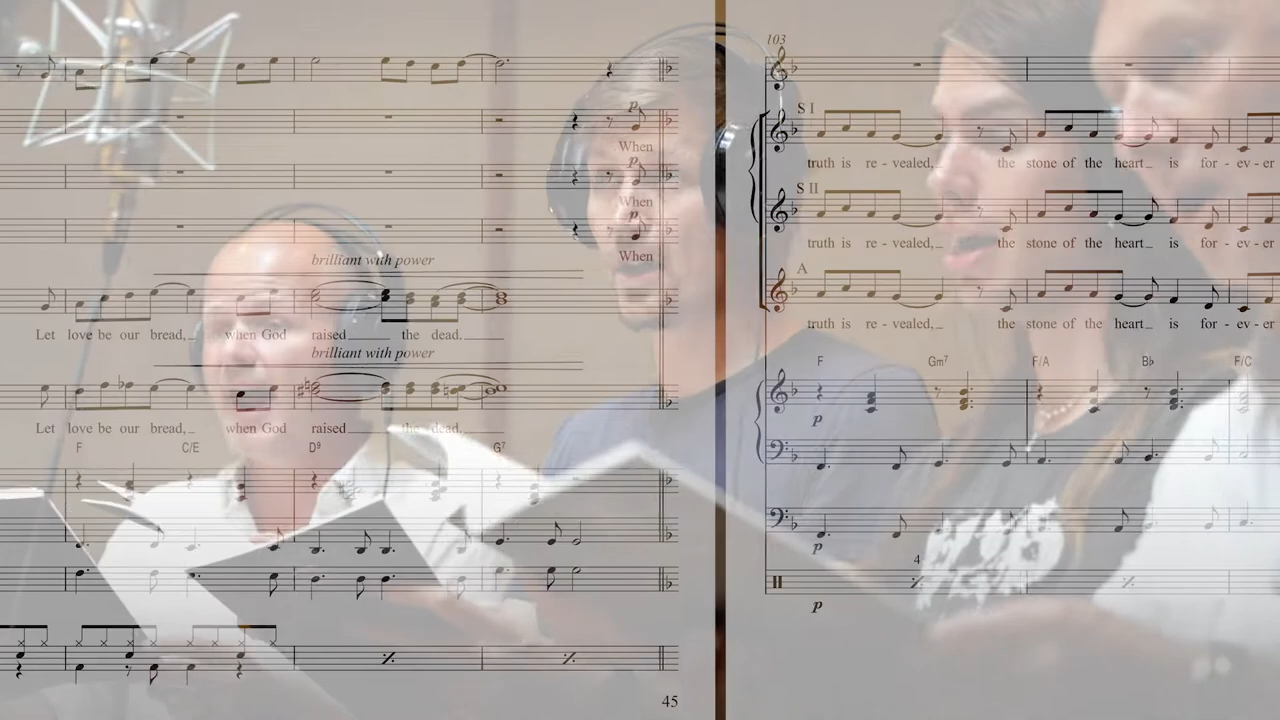 p
When
p
When
p
When
brilliant with power
Let love be our bread, when God raised the dead.
brilliant with power
Let love be our bread, when God raised the dead,
F C/E D9 G7
45
103
S I
truth is re - vealed, the stone of the heart is for - ev - er
S II
truth is re - vealed, the stone of the heart is for - ev - er
A
truth is re - vealed, the stone of the heart is for - ev - er
F Gm7 F/A B♭ F/C
p
p
4
p